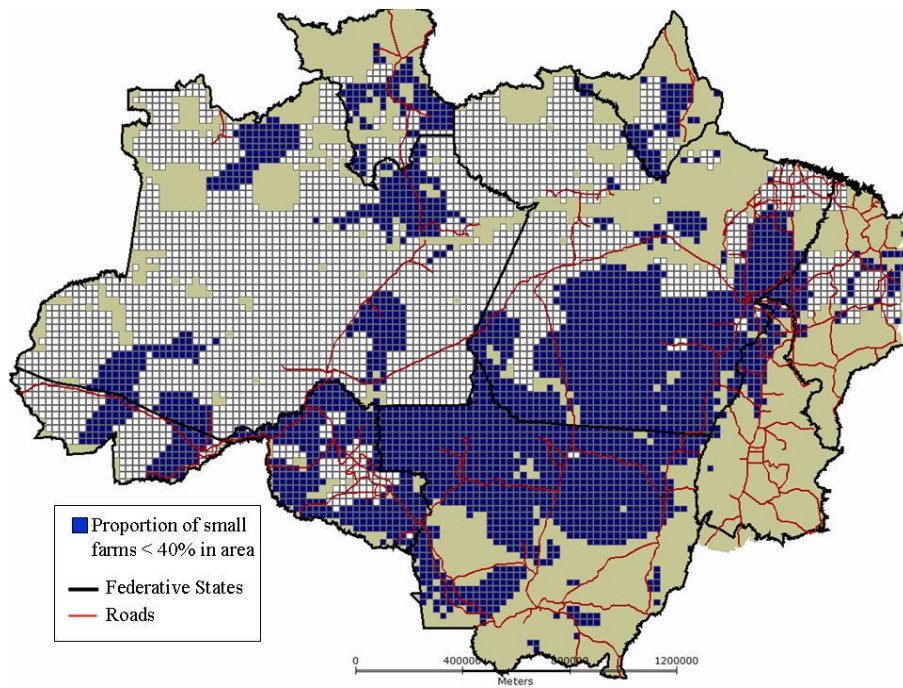 Proportion of small
farms < 40% in area
Federative States
Roads
0 400000 800000 1200000
Meters